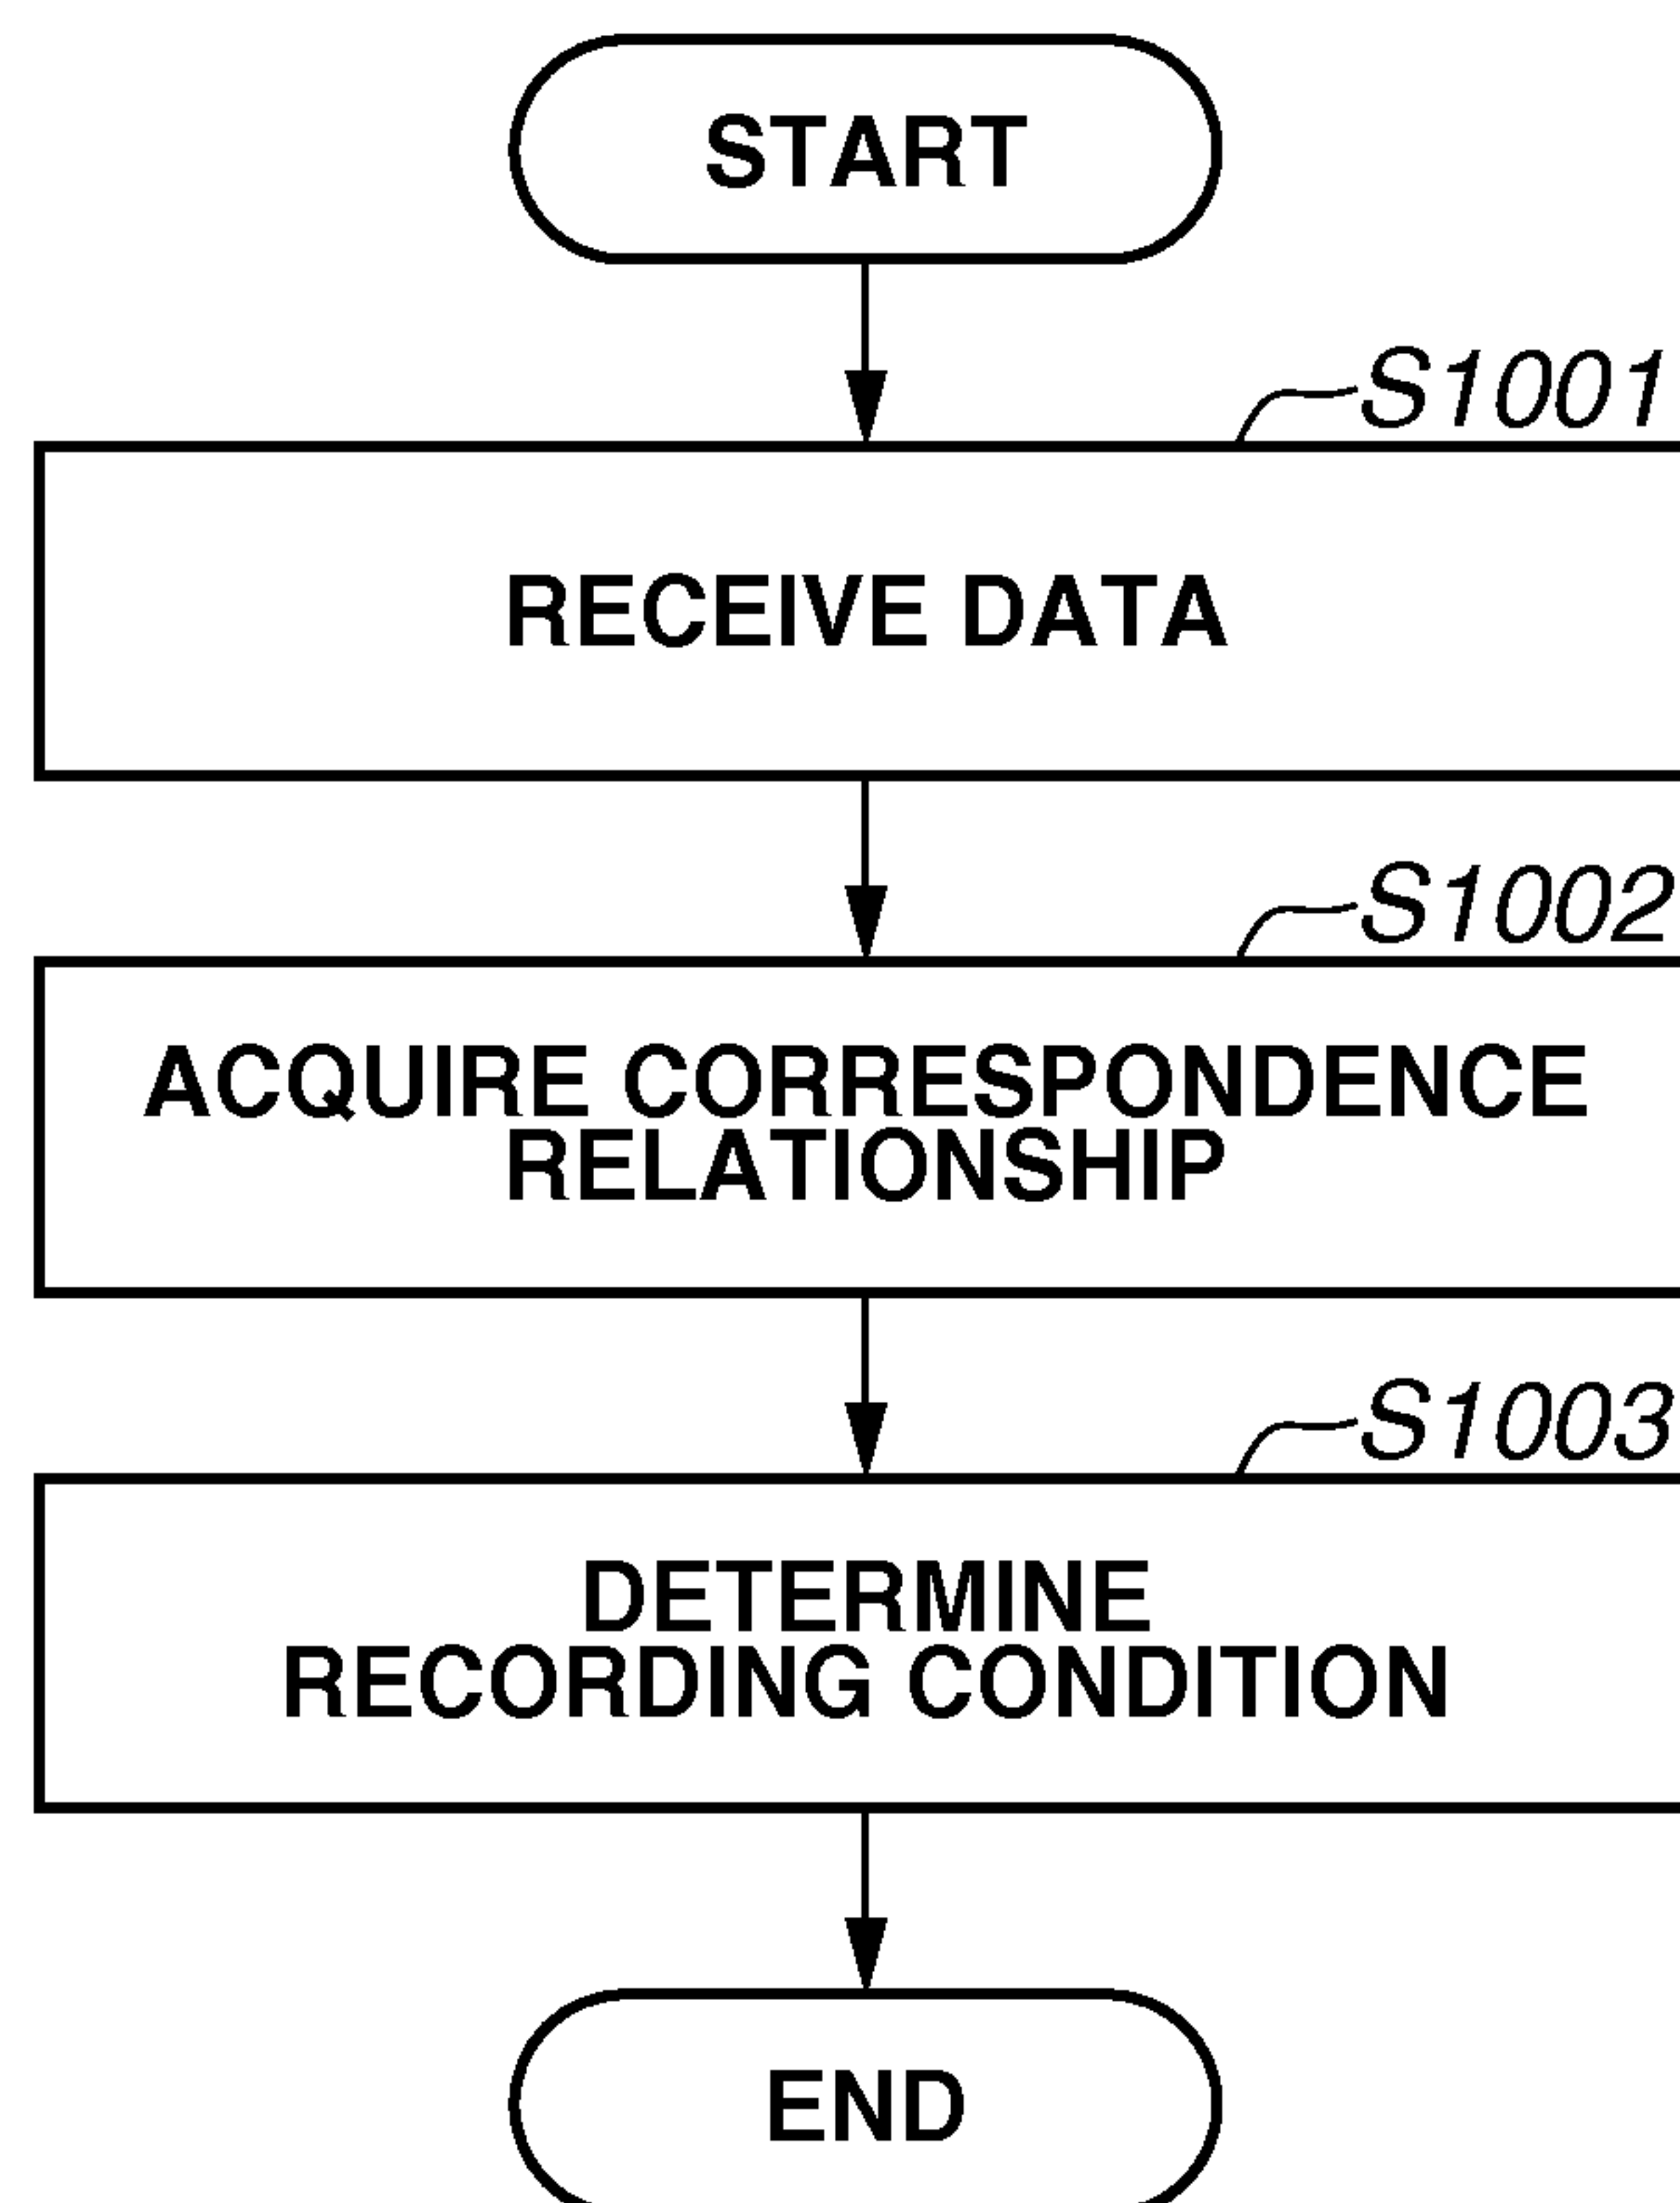 START
S1001
RECEIVE DATA
S1002
ACQUIRE CORRESPONDENCE
RELATIONSHIP
S1003
DETERMINE
RECORDING CONDITION
END